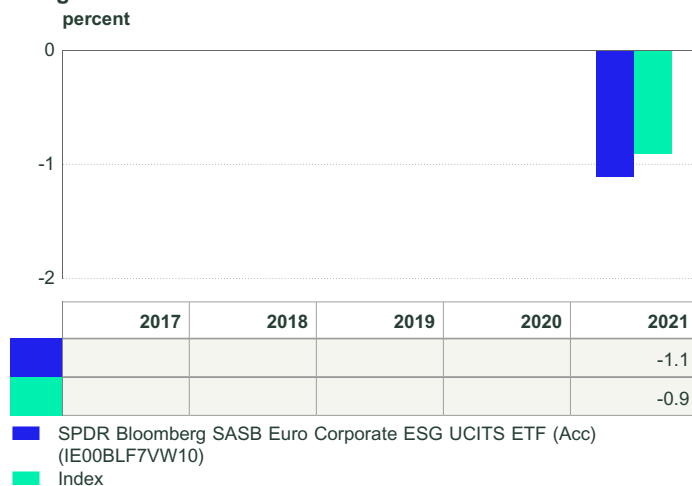 percent
0
-1
-2
2017 2018 2019 2020 2021
-1.1
-0.9
SPDR Bloomberg SASB Euro Corporate ESG UCITS ETF (Acc)
(IE00BLF7VW10)
Index